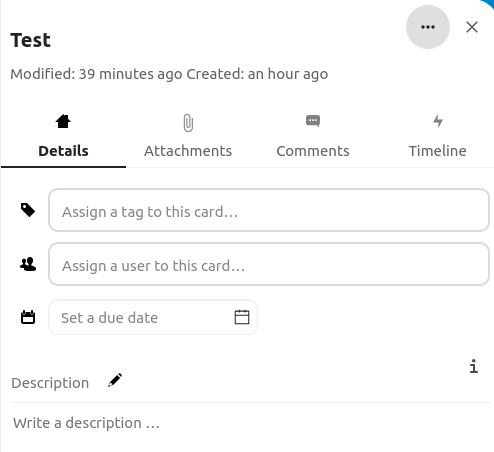 Test
Modified: 39 minutes ago Created: an hour ago
Details
Attachments
Comments
Timeline
Assign a tag to this card…
Assign a user to this card…
Set a due date
Description
Write a description …